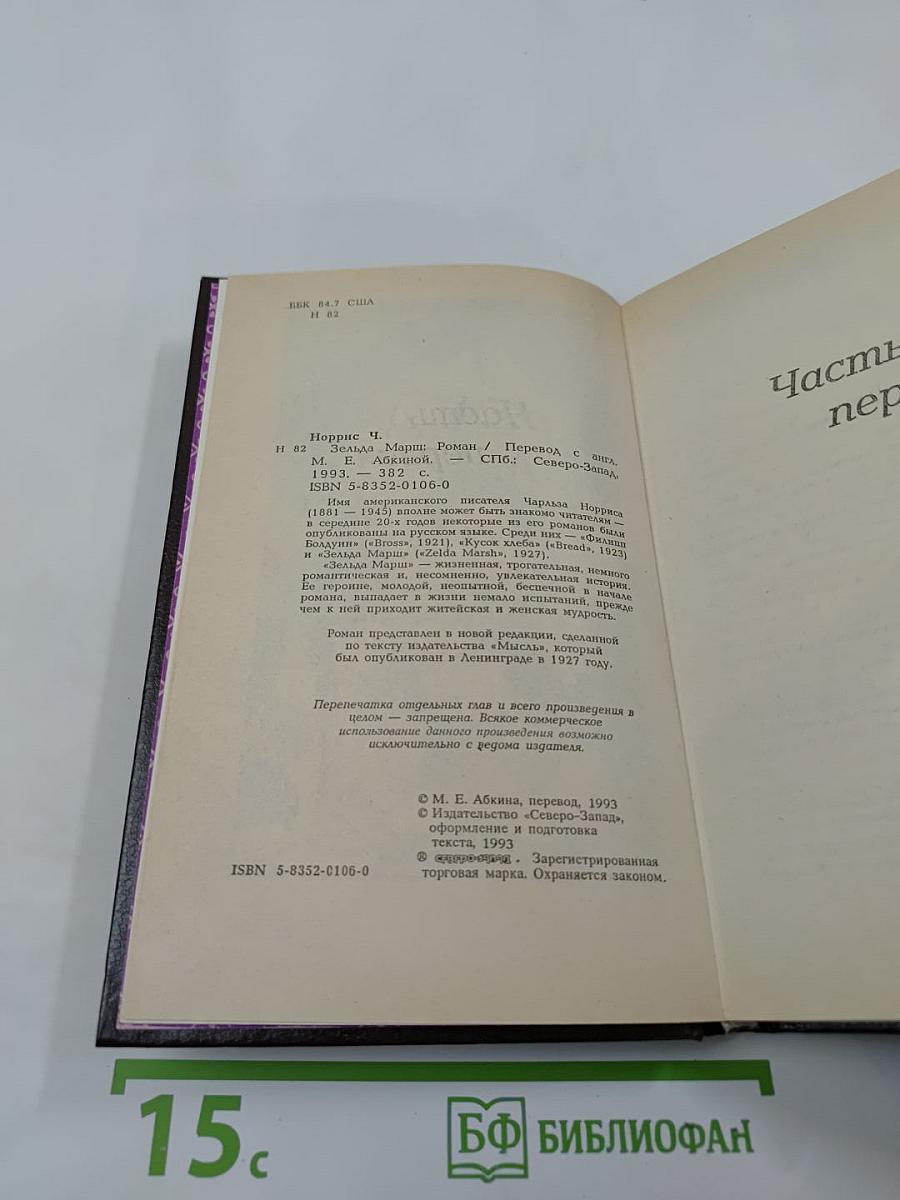 ББК 84.7 США
Н 82
Норрис Ч.
Н 82 Зельда Марш: Роман / Перевод с англ.
М. Е. Абкиной. — СПб.: Северо-Запад,
1993. — 382 с.
ISBN 5-8352-0106-0
Имя американского писателя Чарльза Норриса
(1881 — 1945) вполне может быть знакомо читателям —
в середине 20-х годов некоторые из его романов были
опубликованы на русском языке. Среди них — «Филипп
Болдуин» («Bross», 1921), «Кусок хлеба» («Bread», 1923)
и «Зельда Марш» («Zelda Marsh», 1927).
«Зельда Марш» — жизненная, трогательная, немного
романтическая и, несомненно, увлекательная история.
Ее героине, молодой, неопытной, беспечной в начале
романа, выпадает в жизни немало испытаний, прежде
чем к ней приходит житейская и женская мудрость.
Роман представлен в новой редакции, сделанной
по тексту издательства «Мысль», который
был опубликован в Ленинграде в 1927 году.
Перепечатка отдельных глав и всего произведения в
целом — запрещена. Всякое коммерческое
использование данного произведения возможно
исключительно с ведома издателя.
© М. Е. Абкина, перевод, 1993
© Издательство «Северо-Запад»,
оформление и подготовка
текста, 1993
® северо-запад . Зарегистрированная
торговая марка. Охраняется законом.
ISBN 5-8352-0106-0
Часть
пер
15 с
БФ БИБЛИОФАН